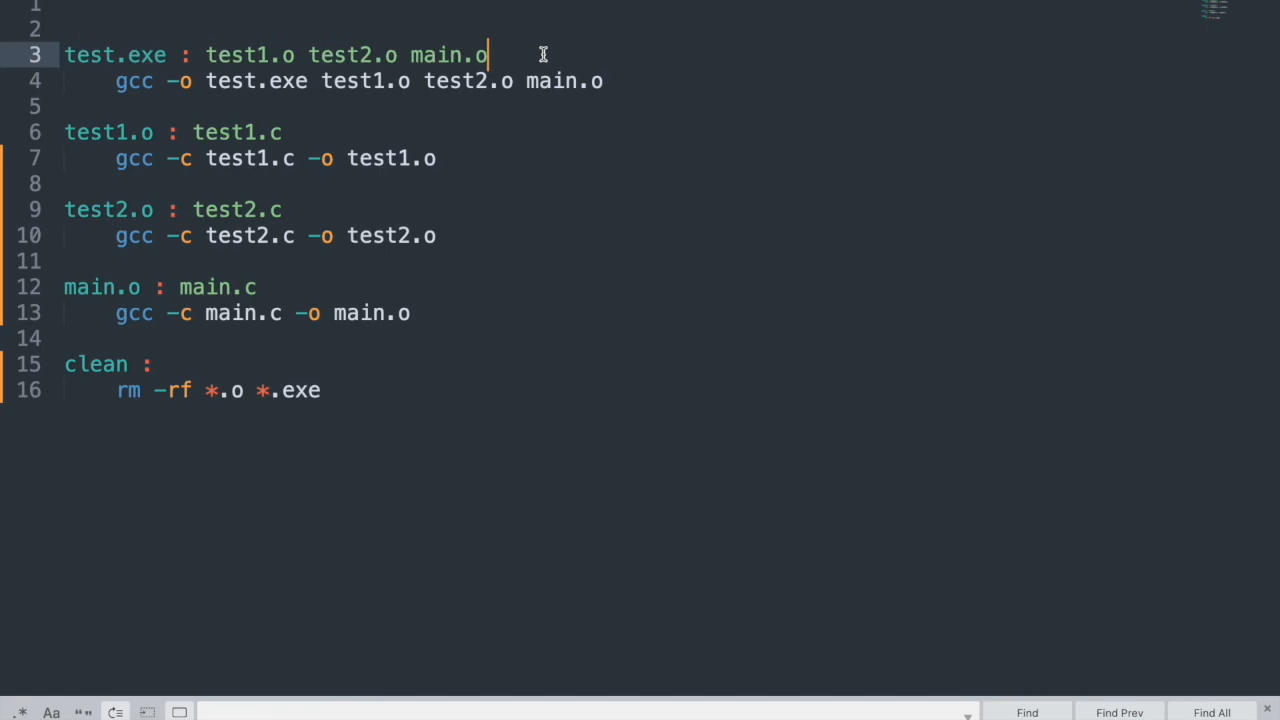 1
2
3 test.exe : test1.o test2.o main.o
4 gcc -o test.exe test1.o test2.o main.o
5
6 test1.o : test1.c
7 gcc -c test1.c -o test1.o
8
9 test2.o : test2.c
10 gcc -c test2.c -o test2.o
11
12 main.o : main.c
13 gcc -c main.c -o main.o
14
15 clean :
16 rm -rf *.o *.exe
.* Aa “” Find Find Prev Find All ×